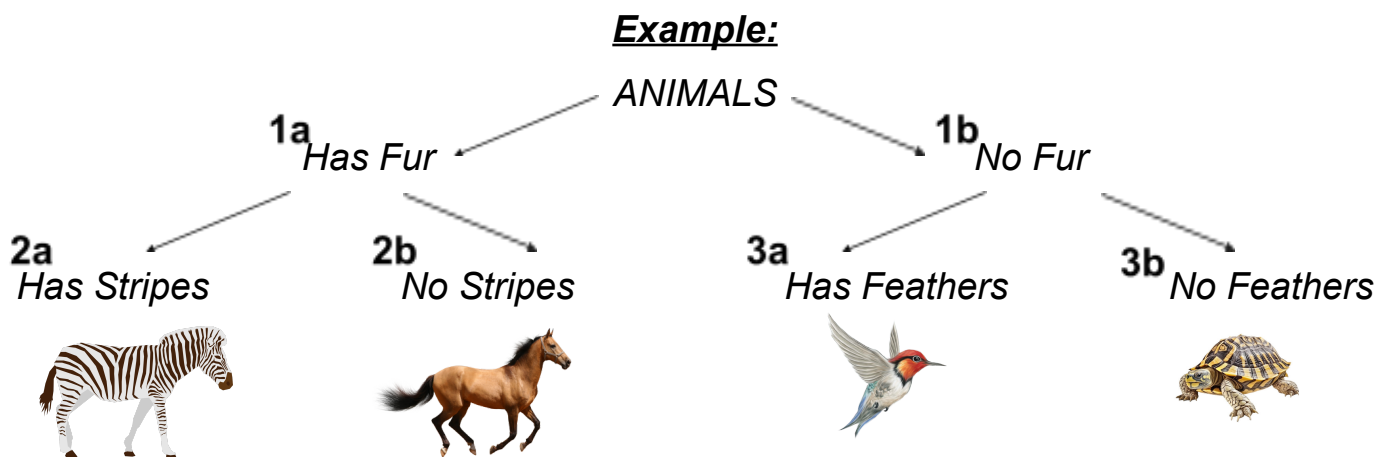 Example:
ANIMALS
1a Has Fur
1b No Fur
2a Has Stripes
2b No Stripes
3a Has Feathers
3b No Feathers